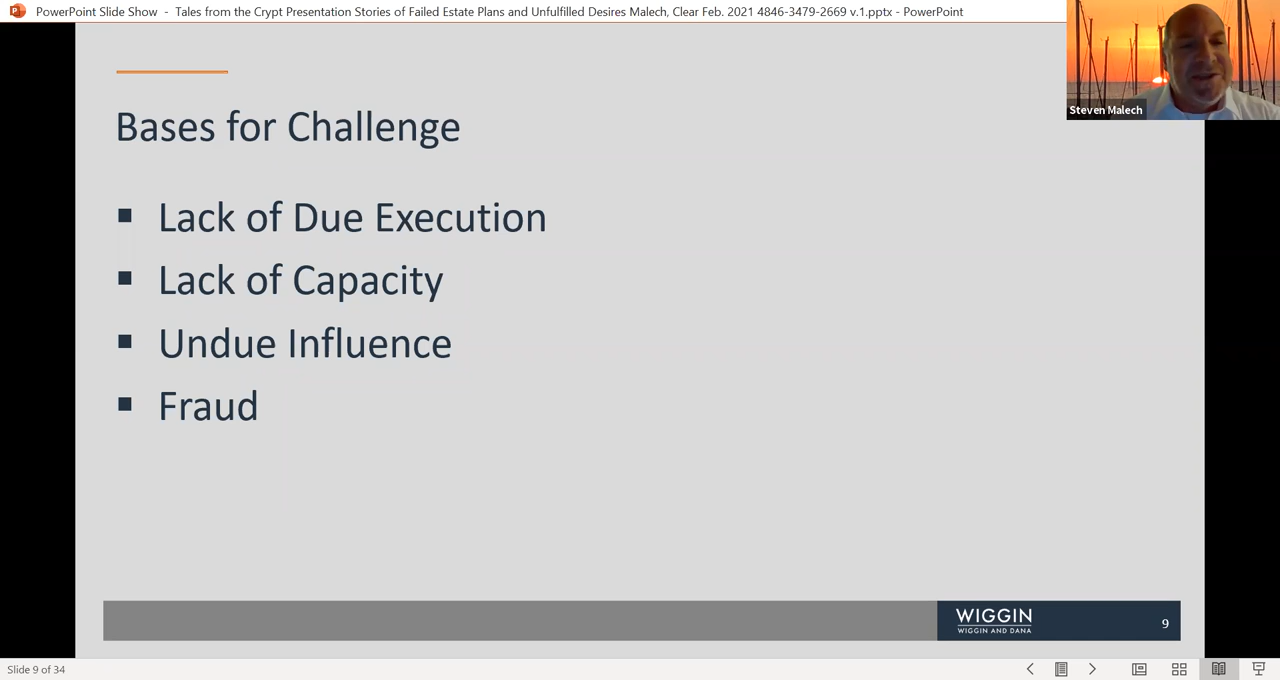 PowerPoint Slide Show - Tales from the Crypt Presentation Stories of Failed Estate Plans and Unfulfilled Desires Malech, Clear Feb. 2021 4846-3479-2669 v.1.pptx - PowerPoint
Steven Malech
Bases for Challenge
Lack of Due Execution
Lack of Capacity
Undue Influence
Fraud
WIGGIN
WIGGIN AND DANA
9
Slide 9 of 34